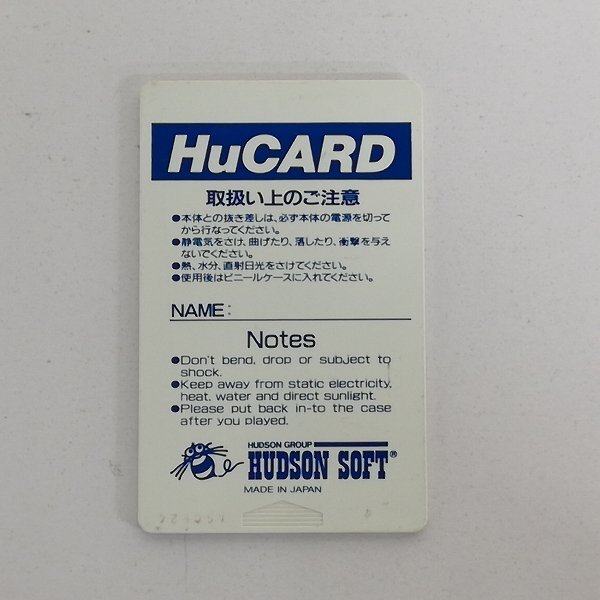 HuCARD
取扱い上のご注意
●本体との抜き差しは、必ず本体の電源を切って
から行なってください。
●静電気をさけ、曲げたり、落したり、衝撃を与え
ないでください。
●熱、水分、直射日光をさけてください。
●使用後はビニールケースに入れてください。
NAME:
Notes
●Don't bend, drop or subject to
shock.
●Keep away from static electricity,
heat, water and direct sunlight.
●Please put back in-to the case
after you played.
HUDSON GROUP
HUDSON SOFT®
MADE IN JAPAN